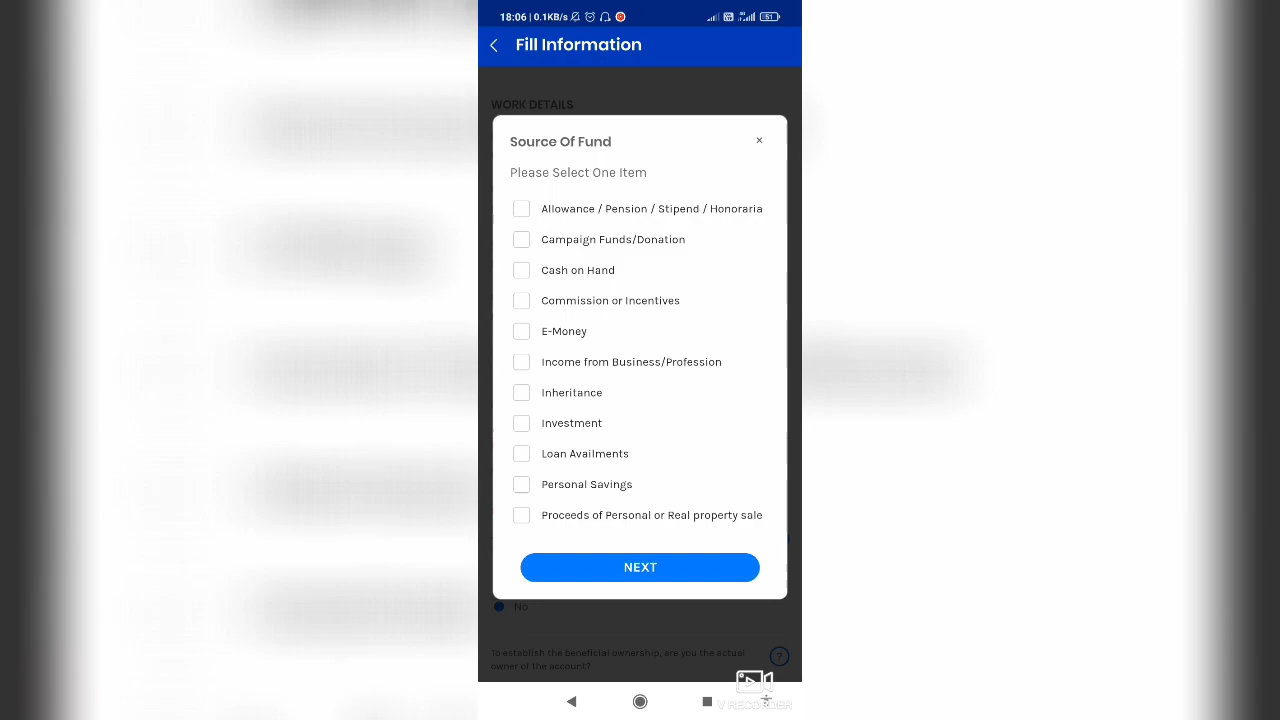 18:06 | 0.1KB/s
51
Fill Information
WORK DETAILS
Source Of Fund
×
Please Select One Item
Allowance / Pension / Stipend / Honoraria
Campaign Funds/Donation
Cash on Hand
Commission or Incentives
E-Money
Income from Business/Profession
Inheritance
Investment
Loan Availments
Personal Savings
Proceeds of Personal or Real property sale
NEXT
No
To establish the beneficial ownership, are you the actual
owner of the account?
?
V RECORDER